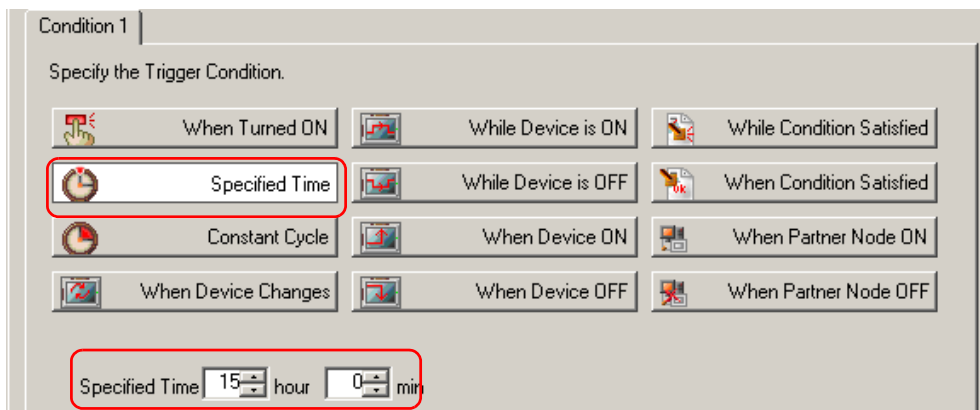 Condition 1
Specify the Trigger Condition.
When Turned ON While Device is ON While Condition Satisfied
Specified Time While Device is OFF When Condition Satisfied
Constant Cycle When Device ON When Partner Node ON
When Device Changes When Device OFF When Partner Node OFF
Specified Time 15 hour 0 min